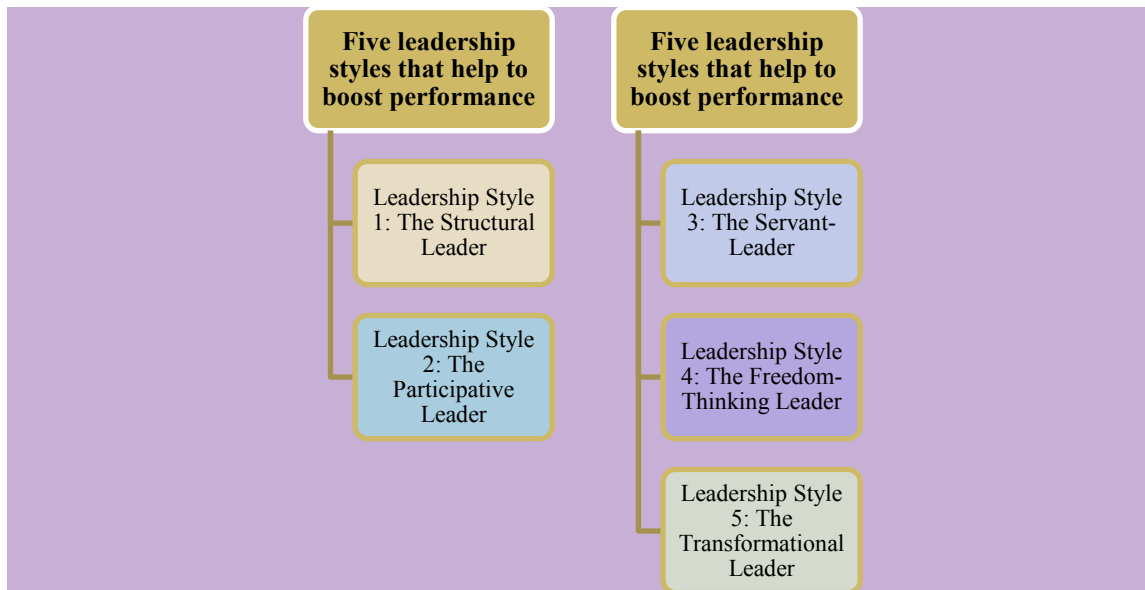 Five leadership
styles that help to
boost performance
Leadership Style
1: The Structural
Leader
Leadership Style
2: The
Participative
Leader
Five leadership
styles that help to
boost performance
Leadership Style
3: The Servant-
Leader
Leadership Style
4: The Freedom-
Thinking Leader
Leadership Style
5: The
Transformational
Leader